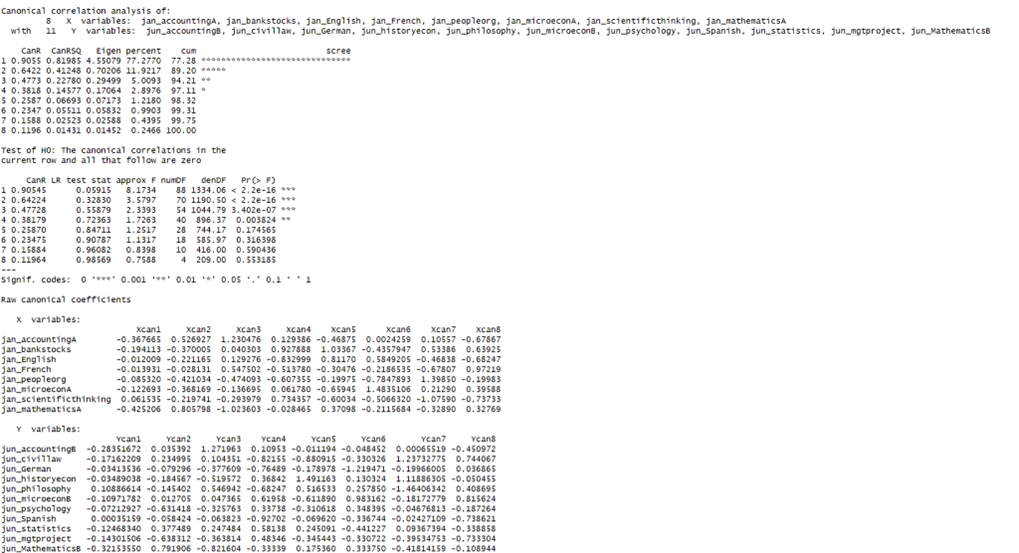 Canonical correlation analysis of:
8 X variables: jan_accountingA, jan_bankstocks, jan_English, jan_French, jan_peopleorg, jan_microeconA, jan_scientificthinking, jan_mathematicsA
with 11 Y variables: jun_accountingB, jun_civillaw, jun_German, jun_historyecon, jun_philosophy, jun_microeconB, jun_psychology, jun_Spanish, jun_statistics, jun_mgtproject, jun_MathematicsB
CanR CanRSQ Eigen percent cum scree
1 0.9055 0.81985 4.55079 77.2770 77.28 ******************************
2 0.6422 0.41248 0.70206 11.9217 89.20 *****
3 0.4773 0.22780 0.29499 5.0093 94.21 **
4 0.3818 0.14577 0.17064 2.8976 97.11 *
5 0.2587 0.06693 0.07173 1.2180 98.32
6 0.2347 0.05511 0.05832 0.9903 99.31
7 0.1588 0.02523 0.02588 0.4395 99.75
8 0.1196 0.01431 0.01452 0.2466 100.00
Test of H0: The canonical correlations in the
current row and all that follow are zero
CanR LR test stat approx F numDF denDF Pr(> F)
1 0.90545 0.05915 8.1734 88 1334.06 < 2.2e-16 ***
2 0.64224 0.32830 3.5797 70 1190.50 < 2.2e-16 ***
3 0.47728 0.55879 2.3393 54 1044.79 3.402e-07 ***
4 0.38179 0.72363 1.7263 40 896.37 0.003824 **
5 0.25870 0.84711 1.2517 28 744.17 0.174565
6 0.23475 0.90787 1.1317 18 585.97 0.316398
7 0.15884 0.96082 0.8398 10 416.00 0.590436
8 0.11964 0.98569 0.7588 4 209.00 0.553185
---
Signif. codes: 0 '***' 0.001 '**' 0.01 '*' 0.05 '.' 0.1 ' ' 1
Raw canonical coefficients
X variables:
Xcan1 Xcan2 Xcan3 Xcan4 Xcan5 Xcan6 Xcan7 Xcan8
jan_accountingA -0.367665 0.526927 1.230476 0.129386 -0.46875 0.0024259 0.10557 -0.67867
jan_bankstocks -0.194113 -0.370005 0.040303 0.927888 1.03367 -0.4357947 0.53386 0.63925
jan_English -0.012009 -0.221165 0.129276 -0.832999 0.81170 0.5849205 -0.46838 -0.68247
jan_French -0.013931 -0.028131 0.547502 -0.513780 -0.30476 -0.2186535 -0.67807 0.97219
jan_peopleorg -0.085320 -0.421034 -0.474093 -0.607355 -0.19975 -0.7847893 1.39850 -0.19983
jan_microeconA -0.122693 -0.368169 -0.136695 0.061780 -0.65945 1.4835106 0.21290 0.39588
jan_scientificthinking 0.061535 -0.219741 -0.293979 0.734357 -0.60034 -0.5066320 -1.07590 -0.73733
jan_mathematicsA -0.425206 0.805798 -1.023603 -0.028465 0.37098 -0.2115684 -0.32890 0.32769
Y variables:
Ycan1 Ycan2 Ycan3 Ycan4 Ycan5 Ycan6 Ycan7 Ycan8
jun_accountingB -0.28351672 0.035392 1.271963 0.10953 -0.011194 -0.048452 0.00065519 -0.450972
jun_civillaw -0.17162209 0.234995 0.104351 -0.82155 -0.880915 -0.330326 1.23732775 0.744067
jun_German -0.03413536 -0.079296 -0.377609 -0.76489 -0.178978 -1.219471 -0.19966005 0.036865
jun_historyecon -0.03489038 -0.184567 -0.519572 0.36842 1.491163 0.130324 1.11886305 -0.050455
jun_philosophy 0.10886614 -0.145402 0.546942 -0.68247 0.516533 0.257850 -1.46406342 0.408695
jun_microeconB -0.10971782 0.012705 0.047365 0.61958 -0.611890 0.983162 -0.18172779 0.815624
jun_psychology -0.07212927 -0.631418 -0.325763 0.33738 -0.310618 0.348395 -0.04676813 -0.187264
jun_Spanish 0.00035159 -0.058424 -0.063823 -0.92702 -0.069620 -0.336744 -0.02427109 -0.738621
jun_statistics -0.12468340 0.377489 0.247484 0.58138 0.245091 -0.441227 0.09367394 -0.338858
jun_mgtproject -0.14301506 -0.638312 -0.363814 0.48346 -0.345443 -0.330722 -0.39534753 -0.733304
jun_MathematicsB -0.32153550 0.791906 -0.821604 -0.33339 0.175360 0.333750 -0.41814159 -0.108944